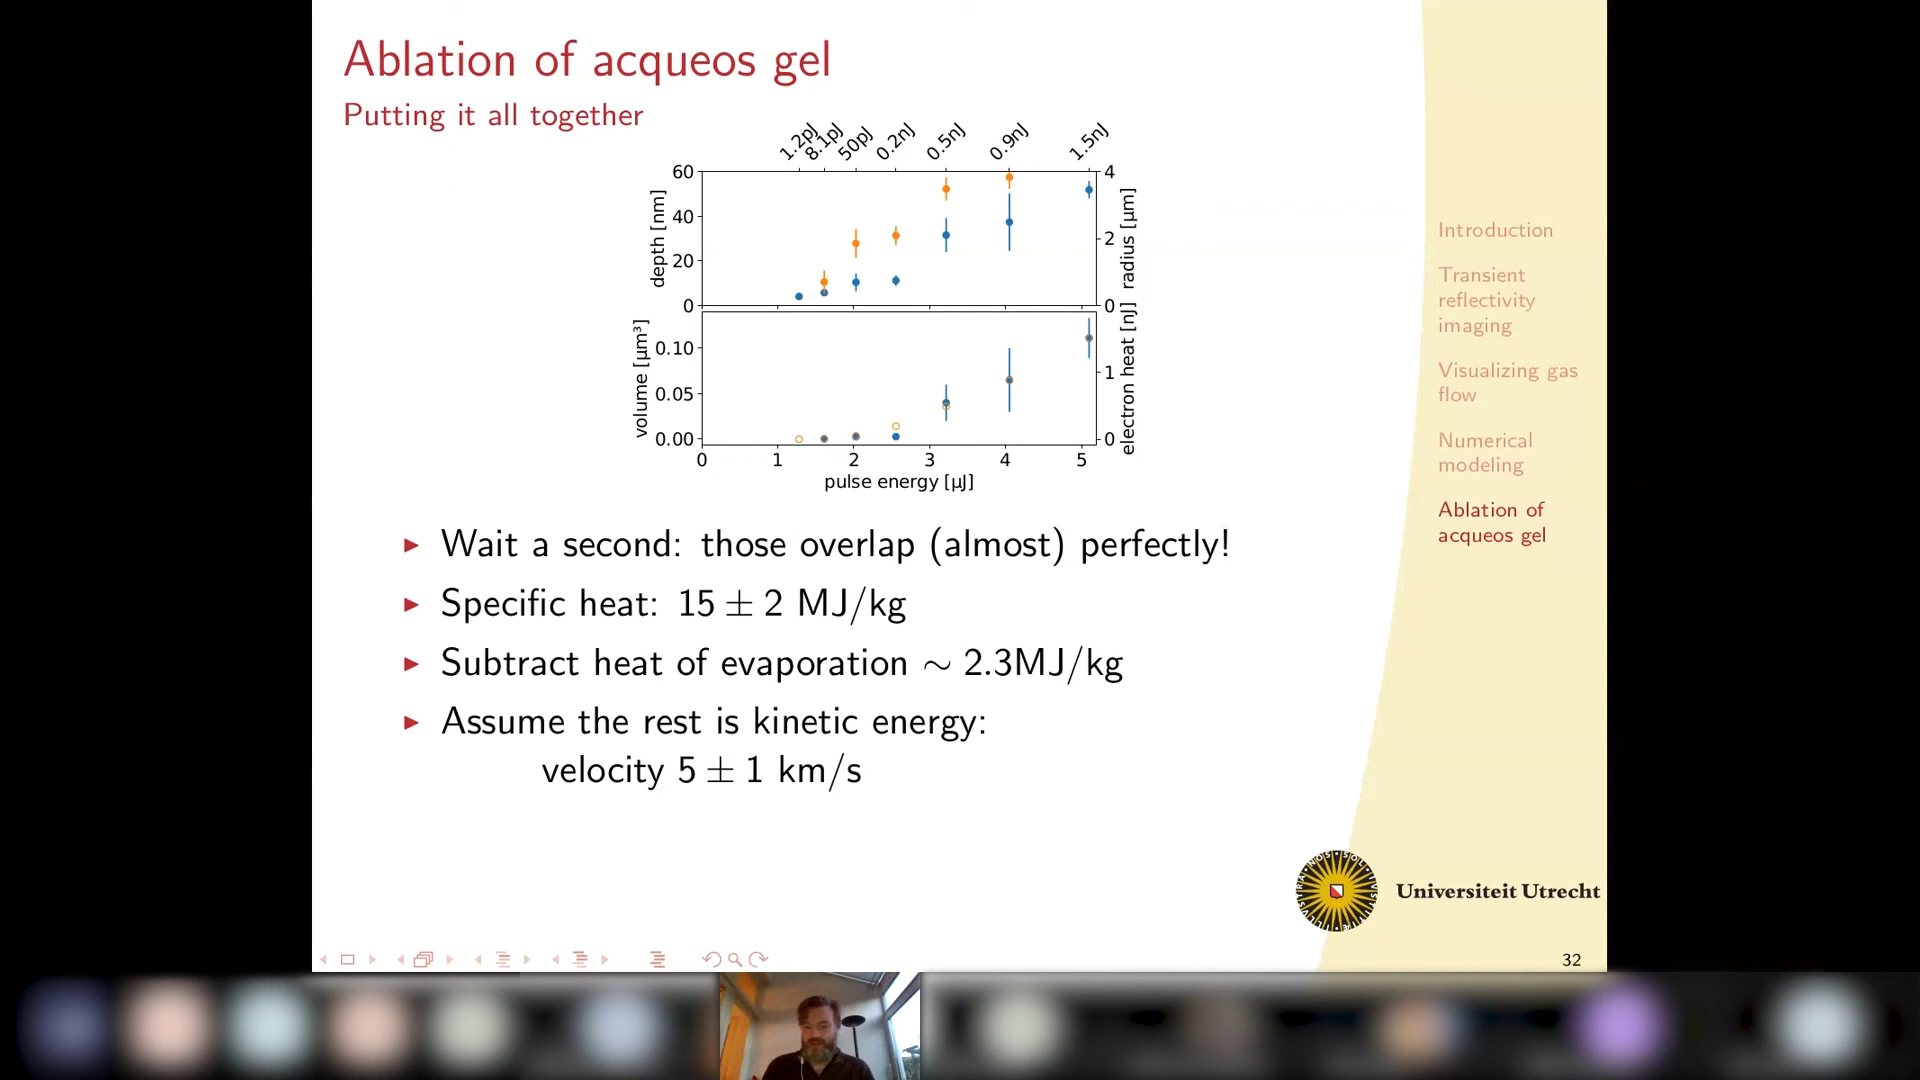 Ablation of acqueos gel
Putting it all together
1.2pJ 8.1pJ 50pJ 0.2nJ 0.5nJ 0.9nJ 1.5nJ
60 4
40
2
20
0 0
depth [nm]
radius [μm]
0.10
1
0.05
0.00 0
volume [μm³]
electron heat [nJ]
0 1 2 3 4 5
pulse energy [μJ]
Wait a second: those overlap (almost) perfectly!
Specific heat: 15 ± 2 MJ/kg
Subtract heat of evaporation ∼ 2.3MJ/kg
Assume the rest is kinetic energy:
velocity 5 ± 1 km/s
Introduction
Transient
reflectivity
imaging
Visualizing gas
flow
Numerical
modeling
Ablation of
acqueos gel
Universiteit Utrecht
32